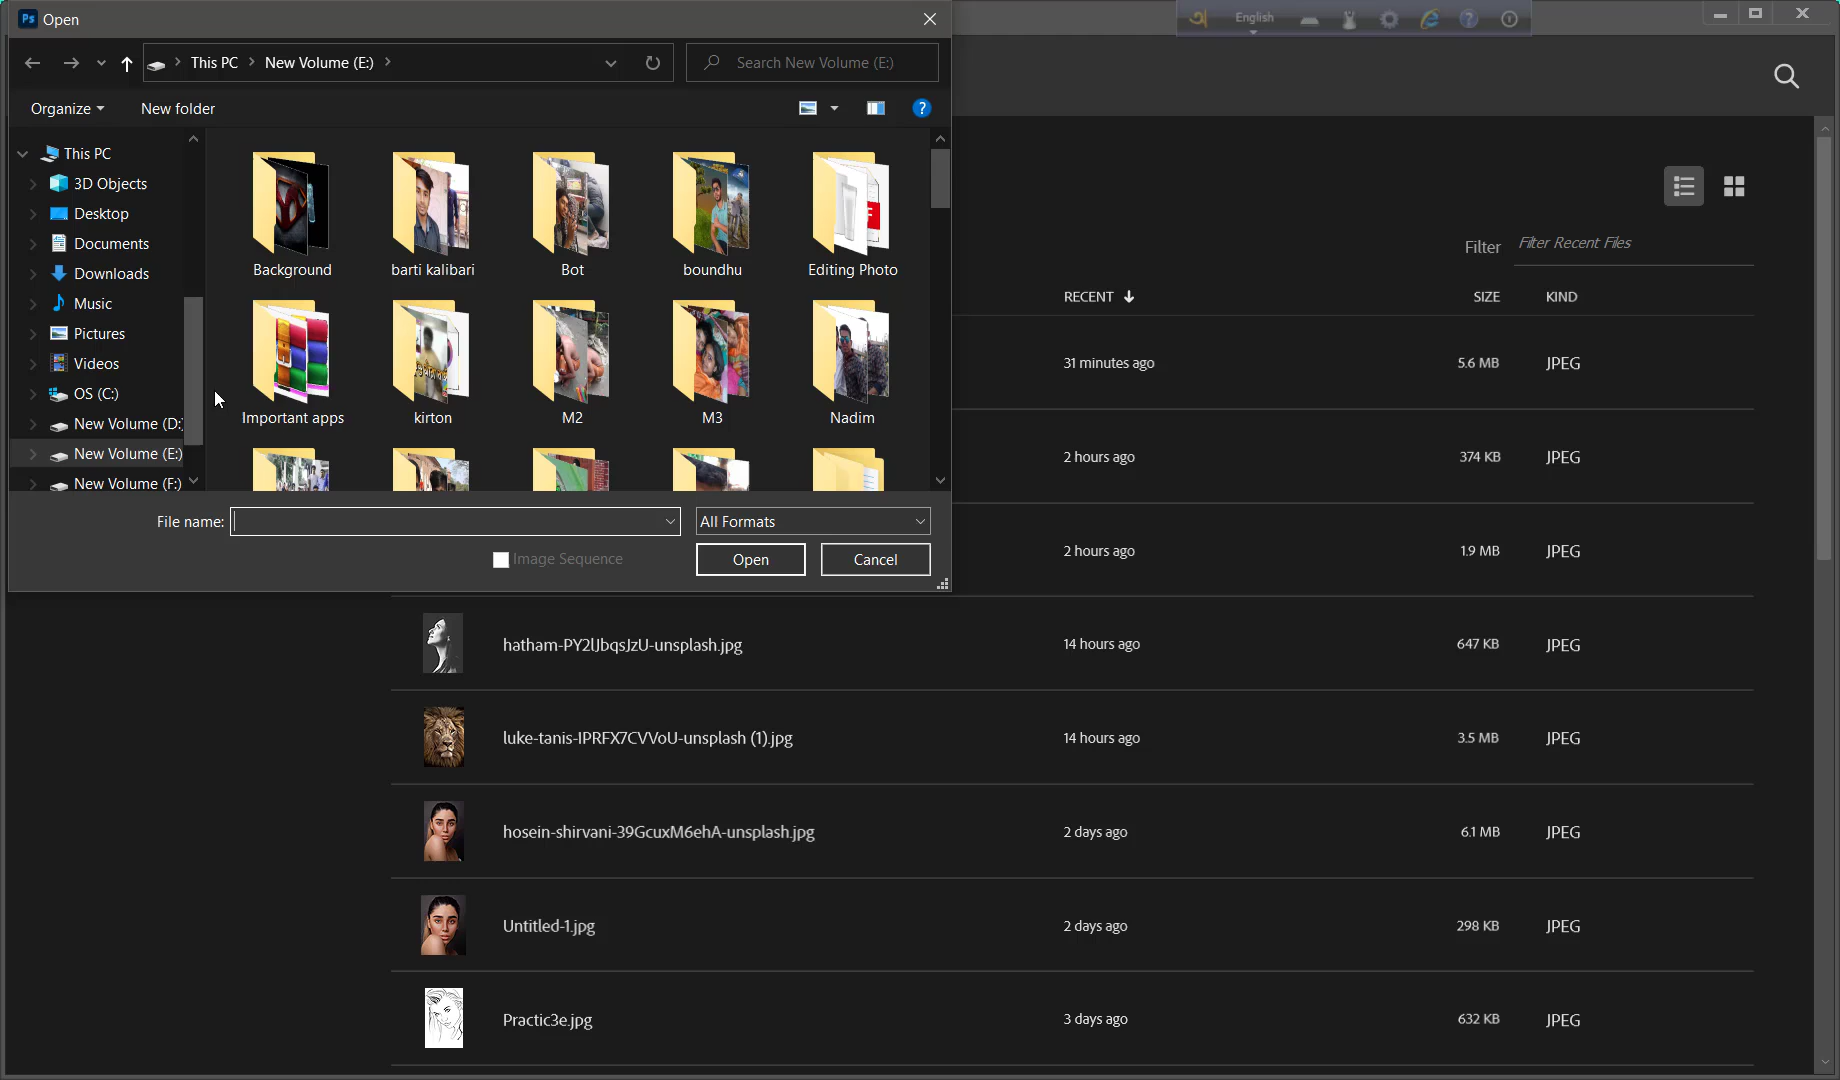 Ps Open
English
This PC
New Volume (E:)
Search New Volume (E:)
Organize
New folder
This PC
3D Objects
Desktop
Documents
Downloads
Music
Pictures
Videos
OS (C:)
New Volume (D:
New Volume (E:)
New Volume (F:)
Background
barti kalibari
Bot
boundhu
Editing Photo
Important apps
kirton
M2
M3
Nadim
File name:
All Formats
Image Sequence
Open
Cancel
Filter
Filter Recent Files
RECENT
SIZE
KIND
31 minutes ago
5.6 MB
JPEG
2 hours ago
374 KB
JPEG
2 hours ago
1.9 MB
JPEG
hatham-PY2lJbqsJzU-unsplash.jpg
14 hours ago
647 KB
JPEG
luke-tanis-IPRFX7CVVoU-unsplash (1).jpg
14 hours ago
3.5 MB
JPEG
hosein-shirvani-39GcuxM6ehA-unsplash.jpg
2 days ago
6.1 MB
JPEG
Untitled-1.jpg
2 days ago
298 KB
JPEG
Practic3e.jpg
3 days ago
632 KB
JPEG